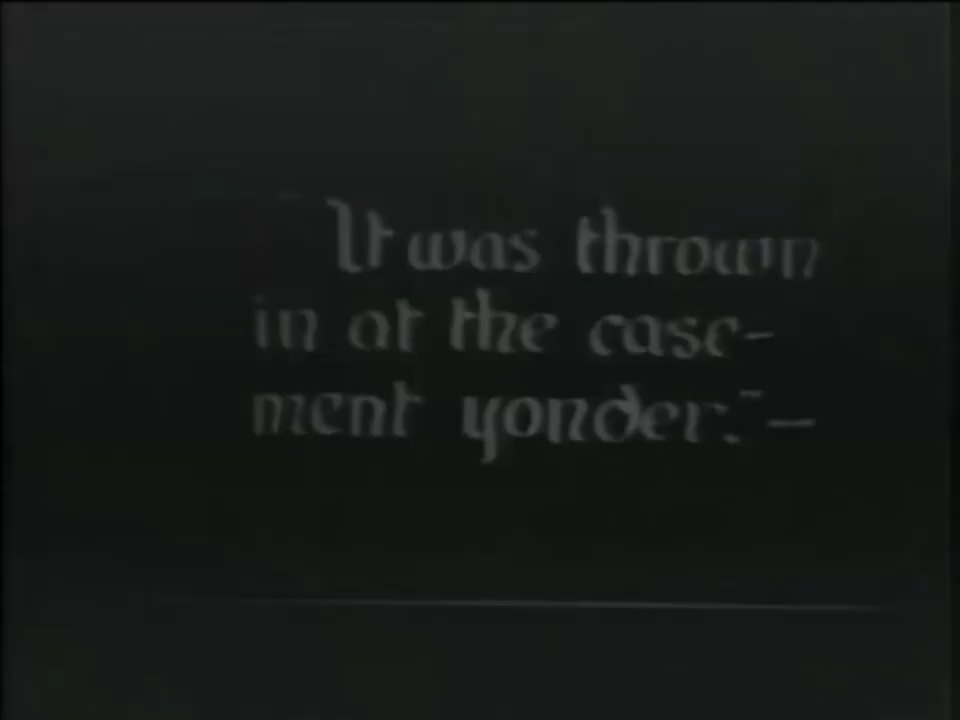 "It was thrown
in at the case-
ment yonder."—